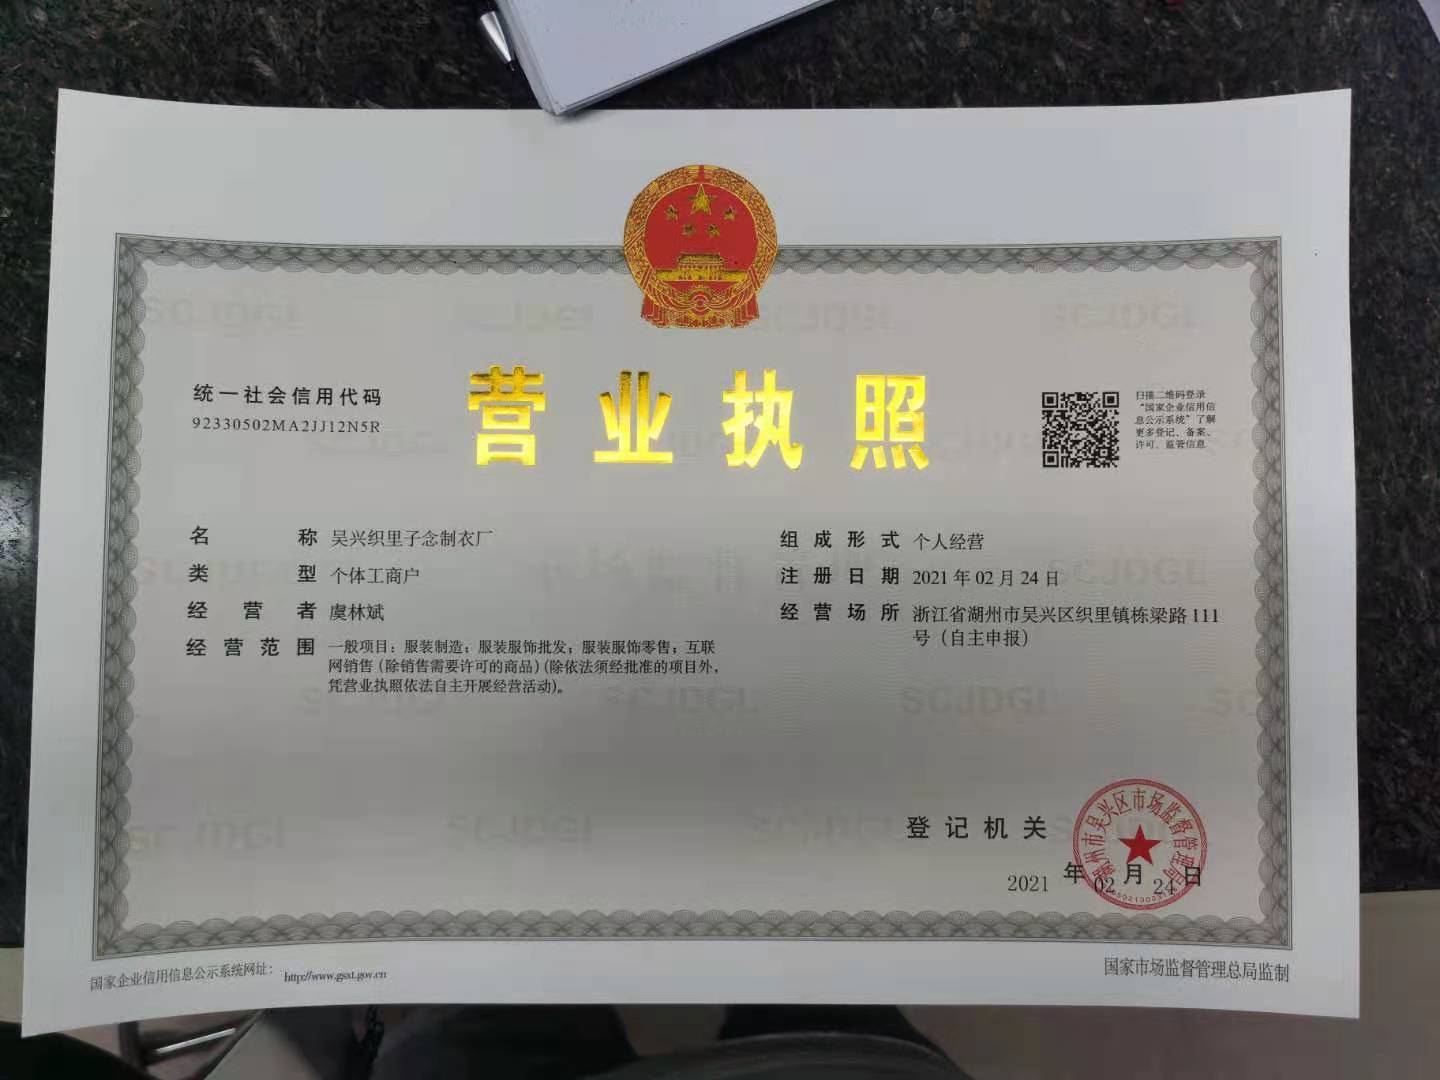 营业执照
统一社会信用代码
92330502MA2JJ12N5R
扫描二维码登录
“国家企业信用信
息公示系统”了解
更多登记、备案、
许可、监管信息
名称 吴兴织里子念制衣厂
类型 个体工商户
经营者 虞林斌
经营范围 一般项目：服装制造；服装服饰批发；服装服饰零售；互联
网销售（除销售需要许可的商品）(除依法须经批准的项目外，
凭营业执照依法自主开展经营活动)。
组成形式 个人经营
注册日期 2021年02月24日
经营场所 浙江省湖州市吴兴区织里镇栋梁路111
号（自主申报）
登记机关
湖州市吴兴区市场监督管理局
2021年02月24日
国家企业信用信息公示系统网址：http://www.gsxt.gov.cn
国家市场监督管理总局监制
SCJDGL